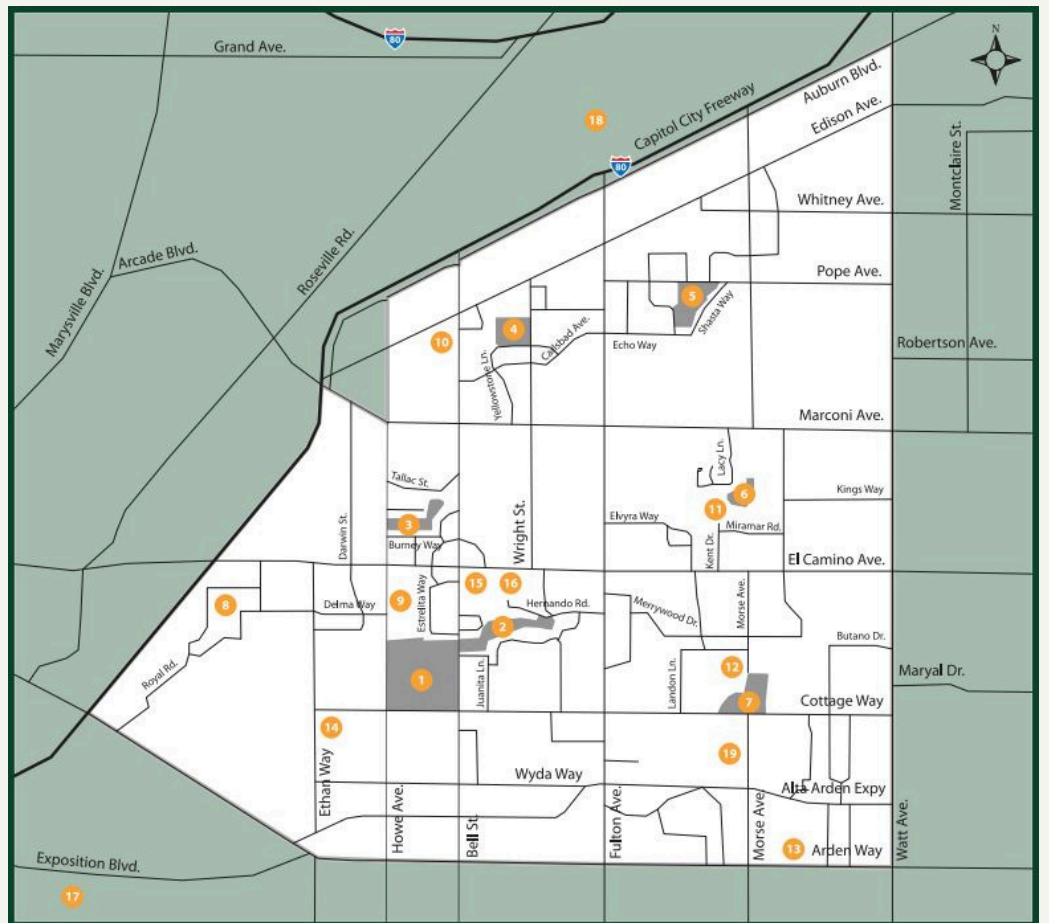 N
80
Grand Ave.
Auburn Blvd.
Capitol City Freeway
Edison Ave.
18
80
Montclaire St.
Whitney Ave.
Roseville Rd.
Arcade Blvd.
Marysville Blvd.
Pope Ave.
5
Shasta Way
4
Carlsbad Ave.
10
Echo Way
Robertson Ave.
Yellowstone Ln.
Marconi Ave.
Lacy Ln.
Tallac St.
6
Kings Way
11
Elvyra Way
3
Miramar Rd.
Darwin St.
Wright St.
Burney Way
Kent Dr.
El Camino Ave.
15
16
Estrelita Way
Morse Ave.
9
8
Delma Way
Hernando Rd.
Merrywood Dr.
2
Butano Dr.
Royal Rd.
1
Juanita Ln.
Landon Ln.
12
Maryal Dr.
7
Cottage Way
14
19
Ethan Way
Wyda Way
Alta Arden Expy
Howe Ave.
Bell St.
Fulton Ave.
Morse Ave.
Watt Ave.
13
Arden Way
Exposition Blvd.
17